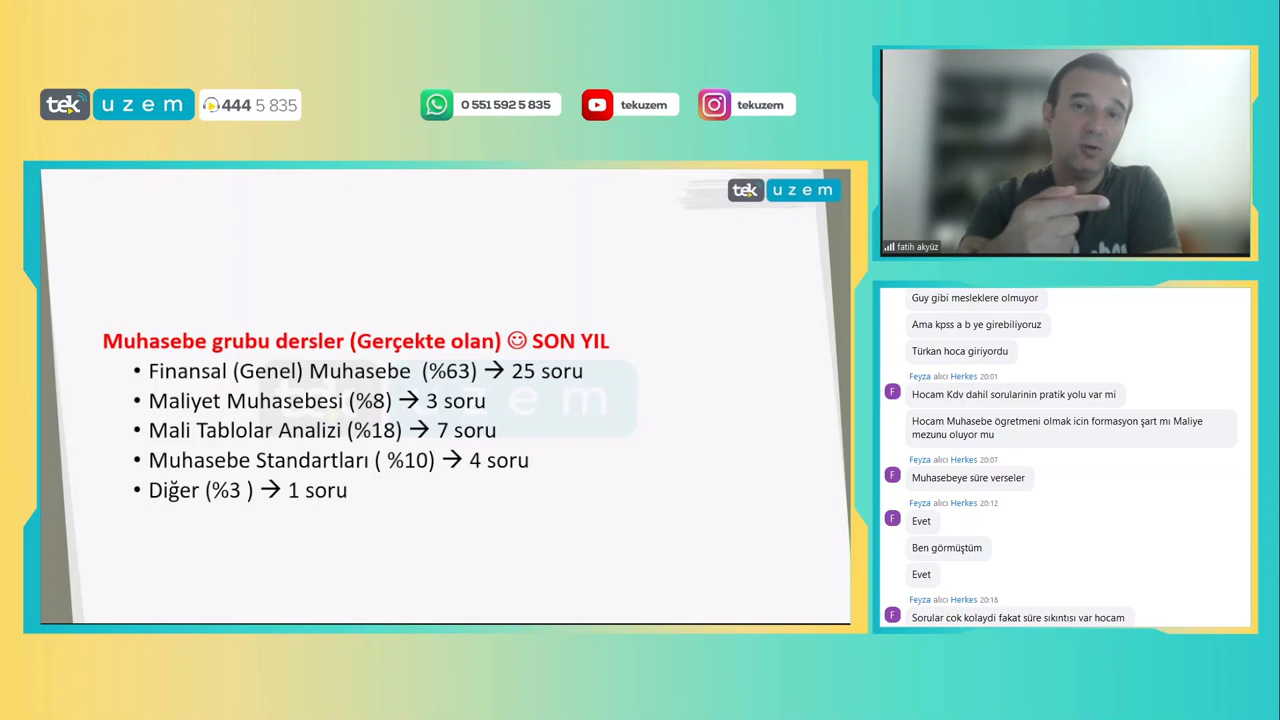 tek uzem 444 5 835
0 551 592 5 835
tekuzem
tekuzem
tek uzem
Muhasebe grubu dersler (Gerçekte olan) ☺ SON YIL
• Finansal (Genel) Muhasebe (%63) → 25 soru
• Maliyet Muhasebesi (%8) → 3 soru
• Mali Tablolar Analizi (%18) → 7 soru
• Muhasebe Standartları ( %10) → 4 soru
• Diğer (%3 ) → 1 soru
tek uzem
fatih akyüz
Guy gibi mesleklere olmuyor
Ama kpss a b ye girebiliyoruz
Türkan hoca giriyordu
Feyza alıcı Herkes 20:01
F
Hocam Kdv dahil sorularinin pratik yolu var mi
Hocam Muhasebe ögretmeni olmak icin formasyon şart mı Maliye
mezunu oluyor mu
Feyza alıcı Herkes 20:07
F
Muhasebeye süre verseler
Feyza alıcı Herkes 20:12
F
Evet
Ben görmüştüm
Evet
Feyza alıcı Herkes 20:18
F
Sorular cok kolaydi fakat süre sıkıntısı var hocam